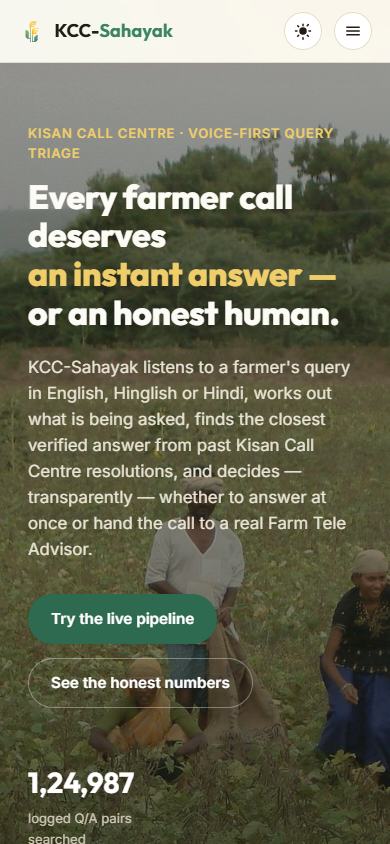 KCC-Sahayak
KISAN CALL CENTRE · VOICE-FIRST QUERY
TRIAGE
Every farmer call
deserves
an instant answer —
or an honest human.
KCC-Sahayak listens to a farmer's query
in English, Hinglish or Hindi, works out
what is being asked, finds the closest
verified answer from past Kisan Call
Centre resolutions, and decides —
transparently — whether to answer at
once or hand the call to a real Farm Tele
Advisor.
Try the live pipeline
See the honest numbers
1,24,987
logged Q/A pairs
searched